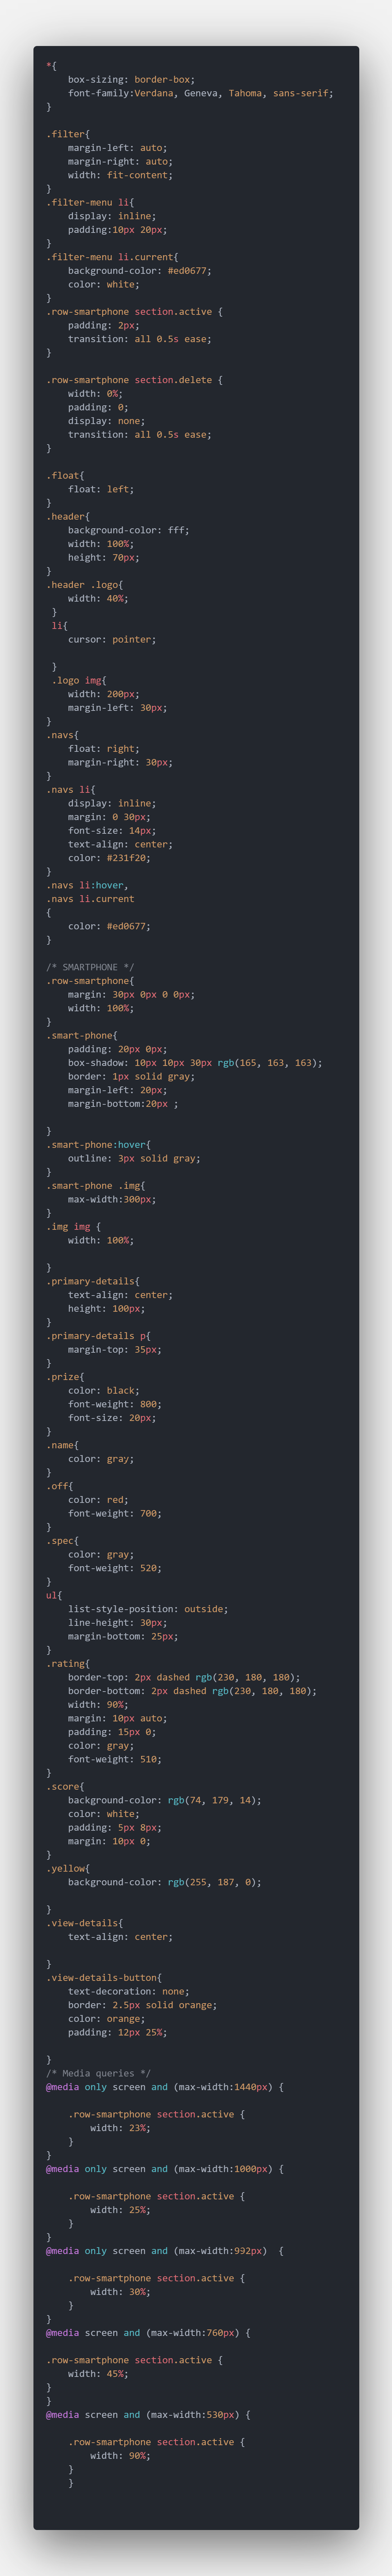 *{
    box-sizing: border-box;
    font-family:Verdana, Geneva, Tahoma, sans-serif;
}

.filter{
    margin-left: auto;
    margin-right: auto;
    width: fit-content;
}
.filter-menu li{
    display: inline;
    padding:10px 20px;
}
.filter-menu li.current{
    background-color: #ed0677;
    color: white;
}
.row-smartphone section.active {
    padding: 2px;
    transition: all 0.5s ease;
}

.row-smartphone section.delete {
    width: 0%;
    padding: 0;
    display: none;
    transition: all 0.5s ease;
}

.float{
    float: left;
}
.header{
    background-color: fff;
    width: 100%;
    height: 70px;
}
.header .logo{
    width: 40%;
 }
 li{
    cursor: pointer;

 }
 .logo img{
    width: 200px;
    margin-left: 30px;
}
.navs{
    float: right;
    margin-right: 30px;
}
.navs li{
    display: inline;
    margin: 0 30px;
    font-size: 14px;
    text-align: center;
    color: #231f20;
}
.navs li:hover,
.navs li.current
{
    color: #ed0677;
}

/* SMARTPHONE */
.row-smartphone{
    margin: 30px 0px 0 0px;
    width: 100%;
}
.smart-phone{
    padding: 20px 0px;
    box-shadow: 10px 10px 30px rgb(165, 163, 163);
    border: 1px solid gray;
    margin-left: 20px;
    margin-bottom:20px ;

}
.smart-phone:hover{
    outline: 3px solid gray;
}
.smart-phone .img{
    max-width:300px;
}
.img img {
    width: 100%;

}
.primary-details{
    text-align: center;
    height: 100px;
}
.primary-details p{
    margin-top: 35px;
}
.prize{
    color: black;
    font-weight: 800;
    font-size: 20px;
}
.name{
    color: gray;
}
.off{
    color: red;
    font-weight: 700;
}
.spec{
    color: gray;
    font-weight: 520;
}
ul{
    list-style-position: outside;
    line-height: 30px;
    margin-bottom: 25px;
}
.rating{
    border-top: 2px dashed rgb(230, 180, 180);
    border-bottom: 2px dashed rgb(230, 180, 180);
    width: 90%;
    margin: 10px auto;
    padding: 15px 0;
    color: gray;
    font-weight: 510;
}
.score{
    background-color: rgb(74, 179, 14);
    color: white;
    padding: 5px 8px;
    margin: 10px 0;
}
.yellow{
    background-color: rgb(255, 187, 0);

}
.view-details{
    text-align: center;

}
.view-details-button{
    text-decoration: none;
    border: 2.5px solid orange;
    color: orange;
    padding: 12px 25%;

}
/* Media queries */
@media only screen and (max-width:1440px) {

    .row-smartphone section.active {
        width: 23%;
    }
}
@media only screen and (max-width:1000px) {

    .row-smartphone section.active {
        width: 25%;
    }
}
@media only screen and (max-width:992px)  {

    .row-smartphone section.active {
        width: 30%;
    }
}
@media screen and (max-width:760px) {

.row-smartphone section.active {
    width: 45%;
}
}
@media screen and (max-width:530px) {

    .row-smartphone section.active {
        width: 90%;
    }
    }